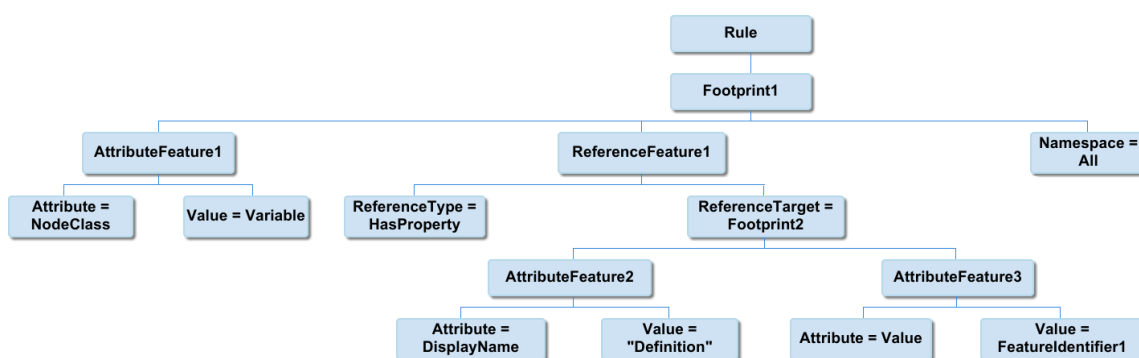 Rule
Footprint1
AttributeFeature1
ReferenceFeature1
Namespace =
All
Attribute =
NodeClass
Value = Variable
ReferenceType =
HasProperty
ReferenceTarget =
Footprint2
AttributeFeature2
AttributeFeature3
Attribute =
DisplayName
Value =
"Definition"
Attribute = Value
Value =
FeatureIdentifier1